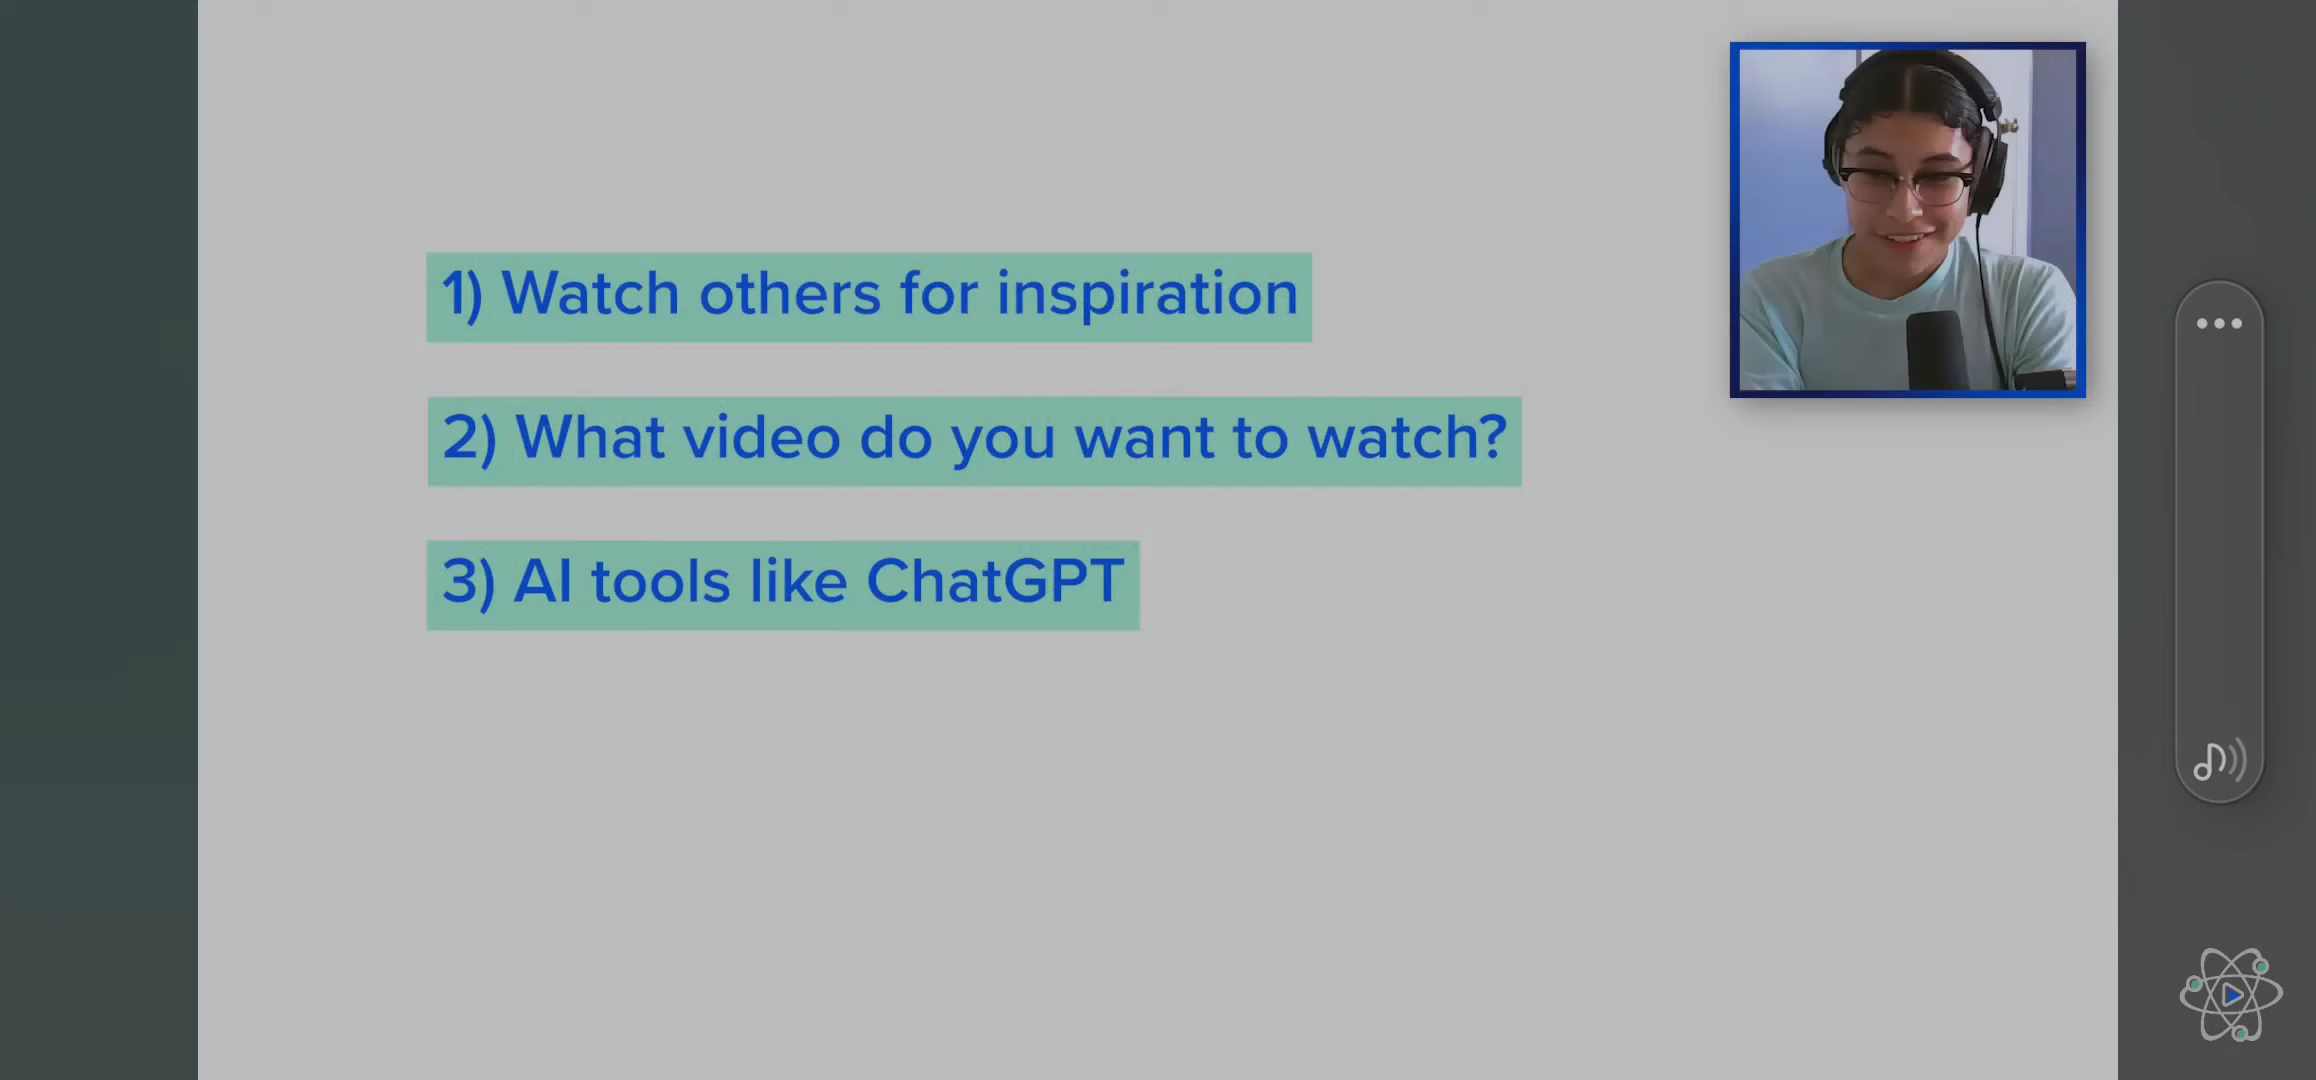 1) Watch others for inspiration
2) What video do you want to watch?
3) AI tools like ChatGPT